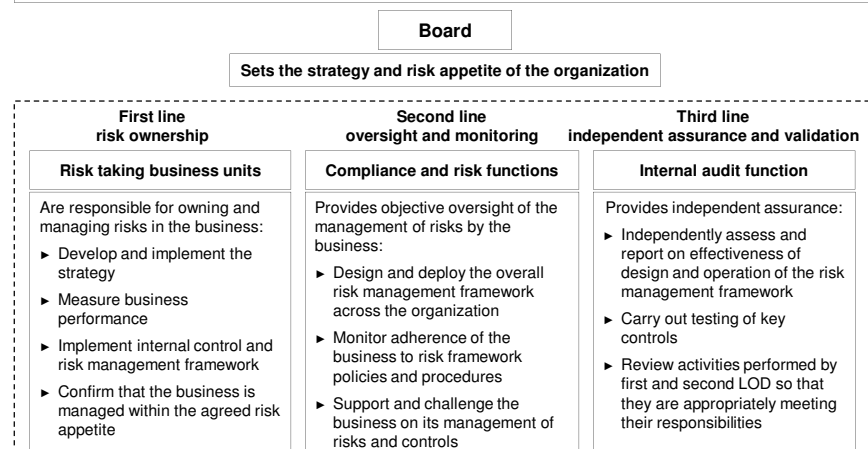 Board
Sets the strategy and risk appetite of the organization
First line
risk ownership
Risk taking business units
Are responsible for owning and
managing risks in the business:
► Develop and implement the
strategy
► Measure business
performance
► Implement internal control and
risk management framework
► Confirm that the business is
managed within the agreed risk
appetite
Second line
oversight and monitoring
Compliance and risk functions
Provides objective oversight of the
management of risks by the
business:
► Design and deploy the overall
risk management framework
across the organization
► Monitor adherence of the
business to risk framework
policies and procedures
► Support and challenge the
business on its management of
risks and controls
Third line
independent assurance and validation
Internal audit function
Provides independent assurance:
► Independently assess and
report on effectiveness of
design and operation of the risk
management framework
► Carry out testing of key
controls
► Review activities performed by
first and second LOD so that
they are appropriately meeting
their responsibilities